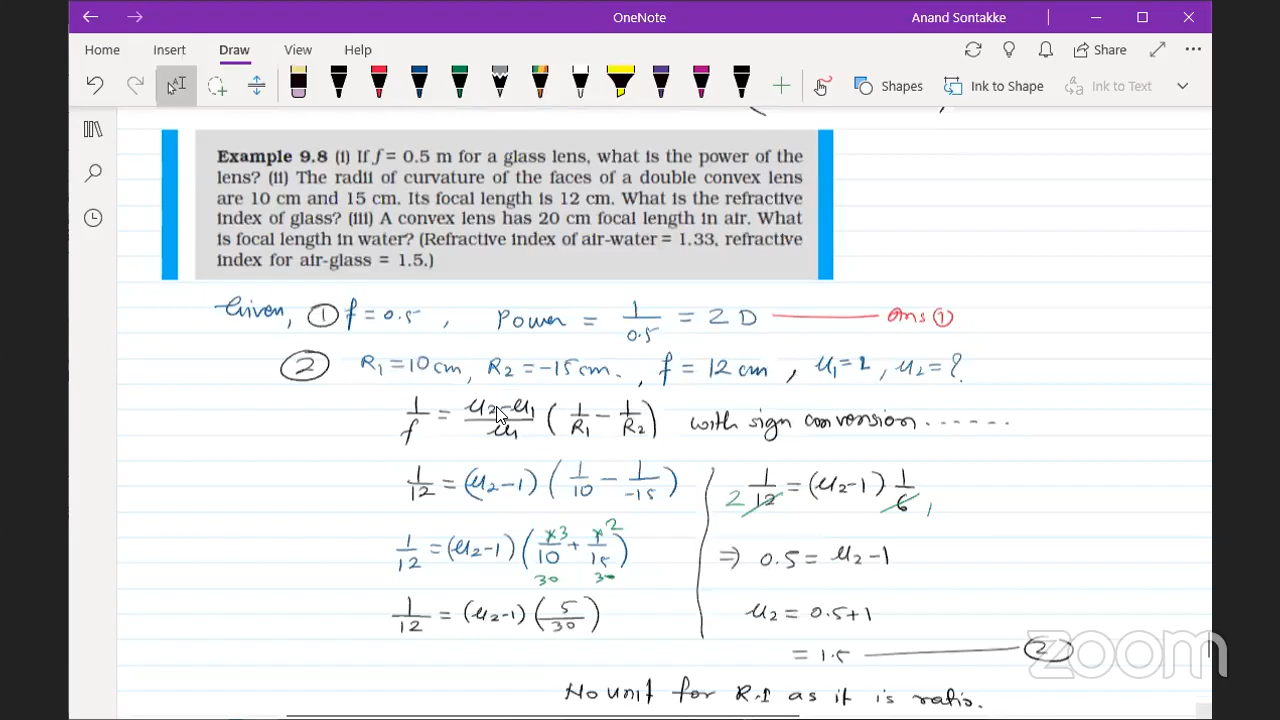 OneNote
Anand Sontakke
Home Insert Draw View Help
Share
Shapes Ink to Shape Ink to Text
Example 9.8 (i) If f = 0.5 m for a glass lens, what is the power of the
lens? (ii) The radii of curvature of the faces of a double convex lens
are 10 cm and 15 cm. Its focal length is 12 cm. What is the refractive
index of glass? (iii) A convex lens has 20 cm focal length in air. What
is focal length in water? (Refractive index of air-water = 1.33, refractive
index for air-glass = 1.5.)
Given, ① f = 0.5 , Power = 1/0.5 = 2 D —— Ans ①
② R1 = 10 cm, R2 = -15 cm. , f = 12 cm , μ1 = 1 , μ2 = ?
1/f = (μ2 - μ1)/μ1 (1/R1 - 1/R2) with sign conversion .......
1/12 = (μ2 - 1) (1/10 - 1/-15)
1/12 = (μ2 - 1) (1×3/10 + 1×2/15)
30 30
1/12 = (μ2 - 1) (5/30)
2 1/12 = (μ2 - 1) 1/6 1
⇒ 0.5 = μ2 - 1
μ2 = 0.5 + 1
= 1.5 —— ②
No unit for R.I as it is ratio.
zoom